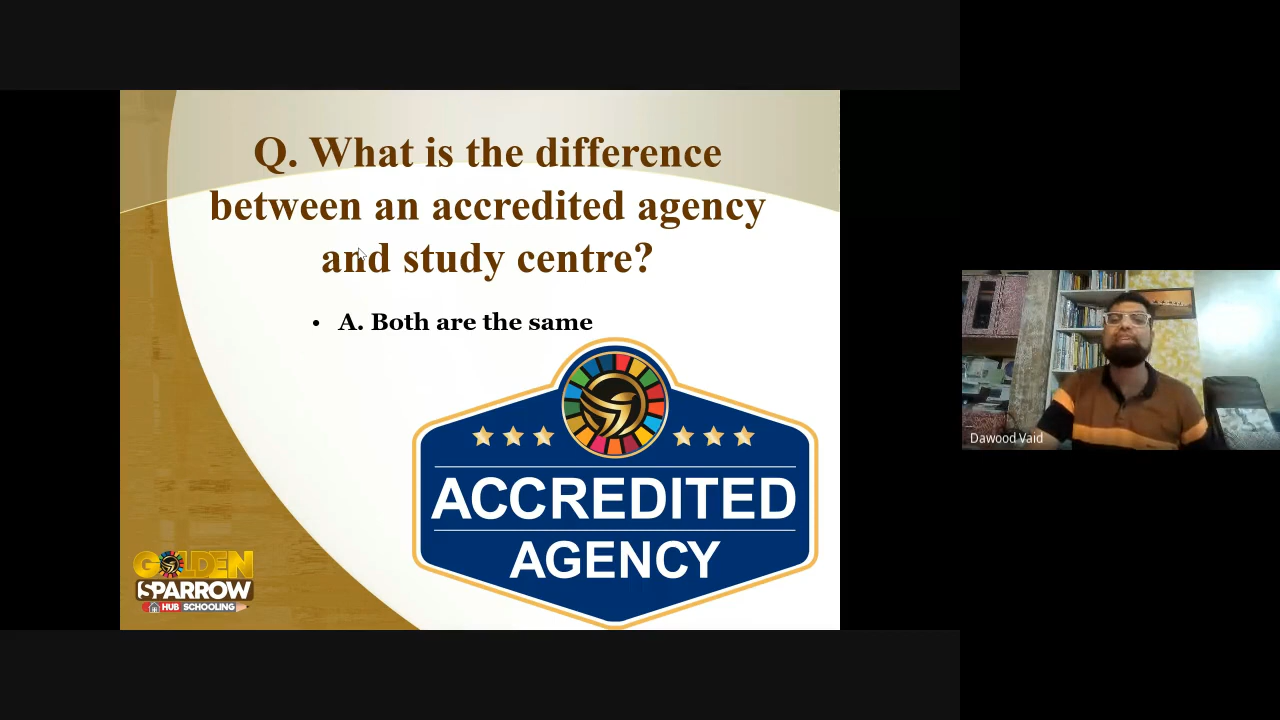 Q. What is the difference
between an accredited agency
and study centre?
• A. Both are the same
ACCREDITED
AGENCY
GOLDEN
SPARROW
HUB SCHOOLING
Dawood Vaid